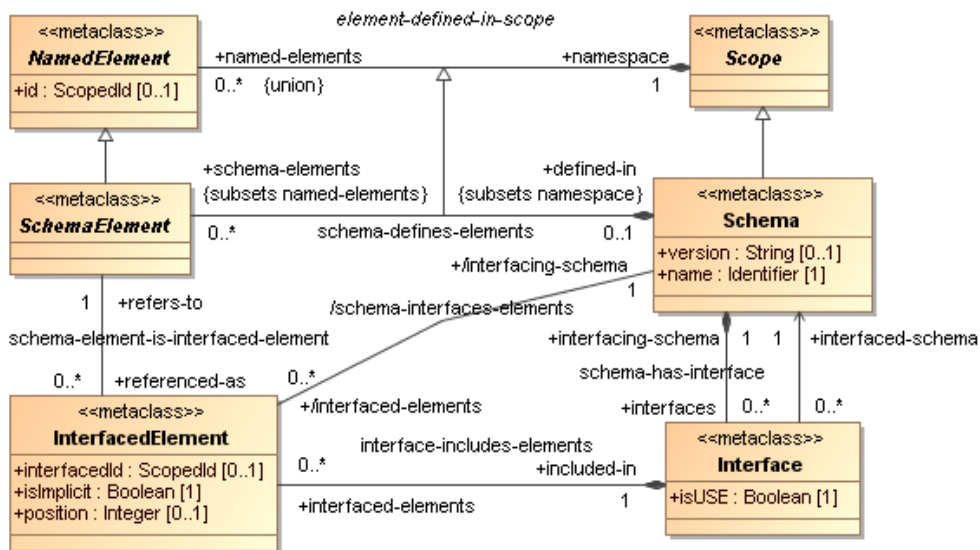 element-defined-in-scope
<<metaclass>>
NamedElement
+id : ScopedId [0..1]
+named-elements
0..* {union}
+namespace
1
<<metaclass>>
Scope
<<metaclass>>
SchemaElement
+schema-elements
{subsets named-elements}
0..*
schema-defines-elements
+defined-in
{subsets namespace}
0..1
<<metaclass>>
Schema
+version : String [0..1]
+name : Identifier [1]
+/interfacing-schema
1
/schema-interfaces-elements
1 +refers-to
schema-element-is-interfaced-element
0..* +referenced-as
0..*
+/interfaced-elements
+interfacing-schema 1
1 +interfaced-schema
schema-has-interface
+interfaces 0..*
0..*
<<metaclass>>
InterfacedElement
+interfacedId : ScopedId [0..1]
+isImplicit : Boolean [1]
+position : Integer [0..1]
interface-includes-elements
0..*
+included-in
+interfaced-elements
1
<<metaclass>>
Interface
+isUSE : Boolean [1]